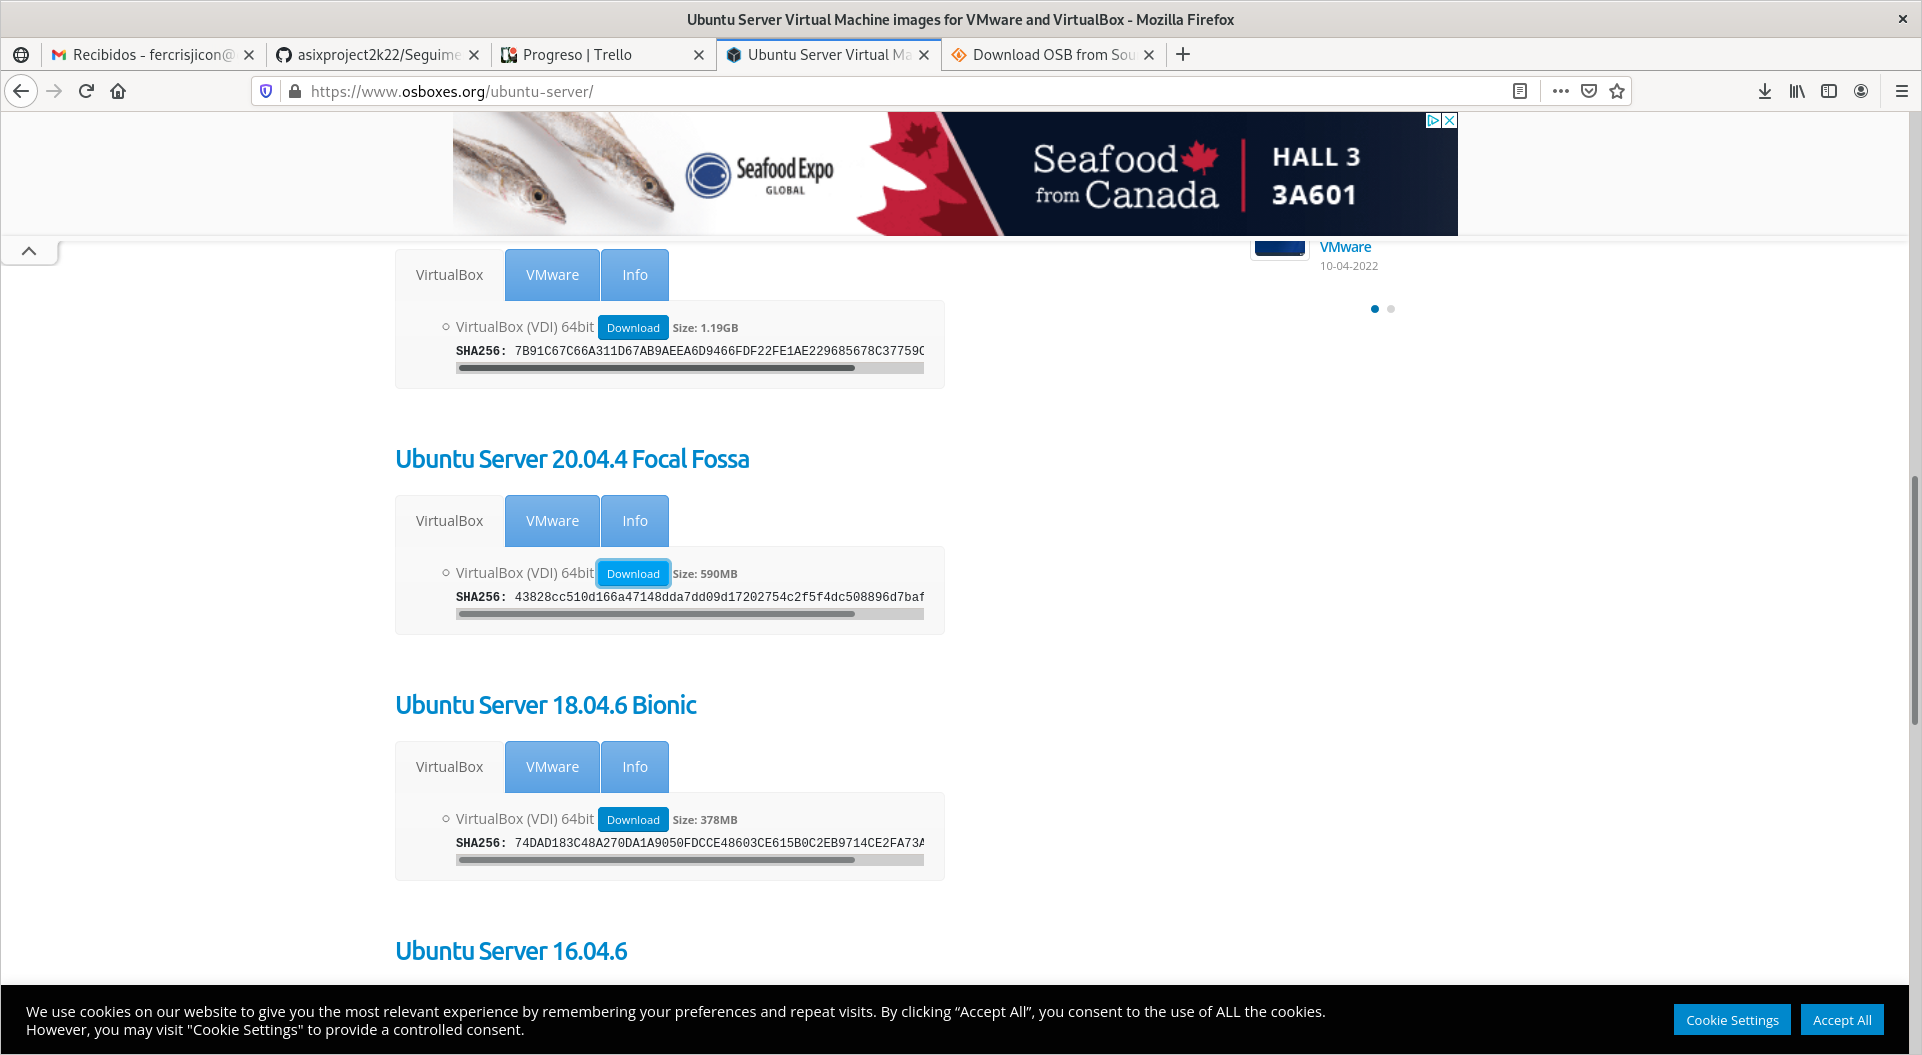 Ubuntu Server Virtual Machine images for VMware and VirtualBox - Mozilla Firefox
Recibidos - fercrisjicon@
asixproject2k22/Seguime
Progreso | Trello
Ubuntu Server Virtual Ma
Download OSB from Sou
https://www.osboxes.org/ubuntu-server/
Seafood Expo
GLOBAL
Seafood
from Canada
HALL 3
3A601
VMware
10-04-2022
VirtualBox
VMware
Info
VirtualBox (VDI) 64bit Download Size: 1.19GB
SHA256: 7B91C67C66A311D67AB9AEEA6D9466FDF22FE1AE229685678C37759C
Ubuntu Server 20.04.4 Focal Fossa
VirtualBox
VMware
Info
VirtualBox (VDI) 64bit Download Size: 590MB
SHA256: 43828cc510d166a47148dda7dd09d17202754c2f5f4dc508896d7baf
Ubuntu Server 18.04.6 Bionic
VirtualBox
VMware
Info
VirtualBox (VDI) 64bit Download Size: 378MB
SHA256: 74DAD183C48A270DA1A9050FDCCE48603CE615B0C2EB9714CE2FA73A
Ubuntu Server 16.04.6
We use cookies on our website to give you the most relevant experience by remembering your preferences and repeat visits. By clicking “Accept All”, you consent to the use of ALL the cookies.
However, you may visit "Cookie Settings" to provide a controlled consent.
Cookie Settings
Accept All